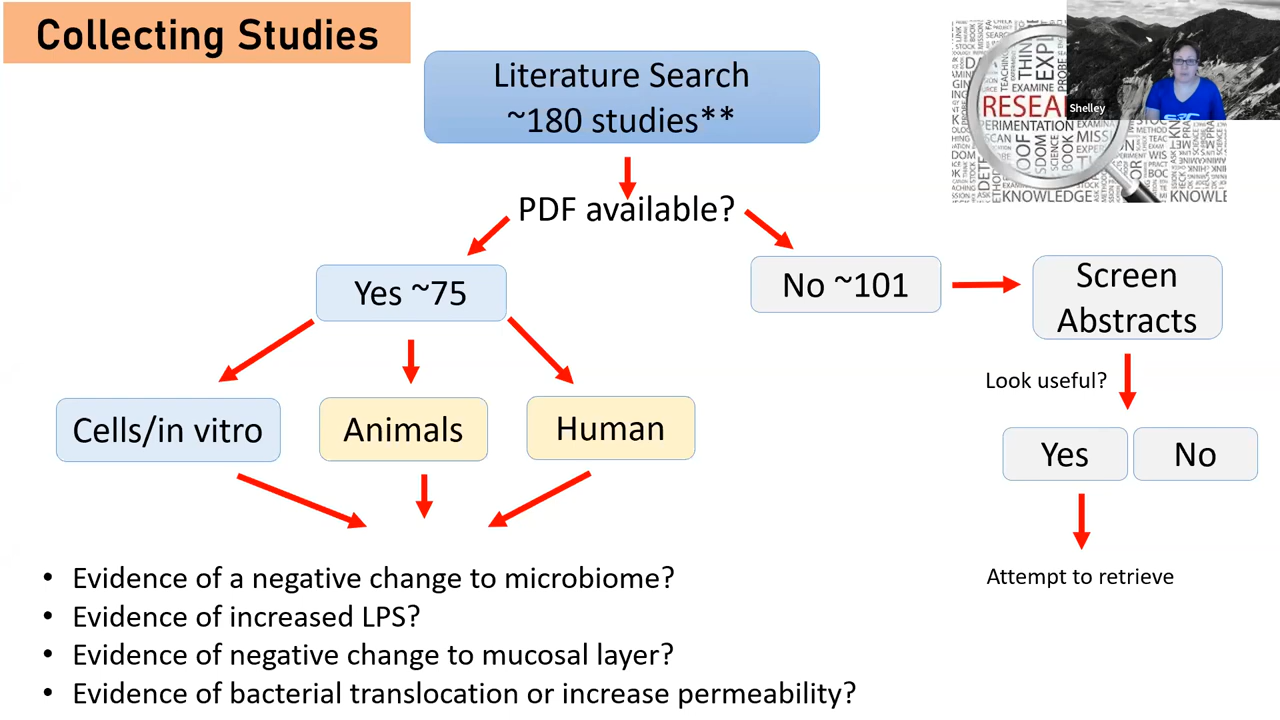 Collecting Studies
Literature Search
~180 studies**
PDF available?
Yes ~75
No ~101
Screen
Abstracts
Look useful?
Cells/in vitro
Animals
Human
Yes
No
Attempt to retrieve
• Evidence of a negative change to microbiome?
• Evidence of increased LPS?
• Evidence of negative change to mucosal layer?
• Evidence of bacterial translocation or increase permeability?
Shelley
RESEA
PERIMENTATION
EXAMINE
KNOWLEDGE
KNOWLE